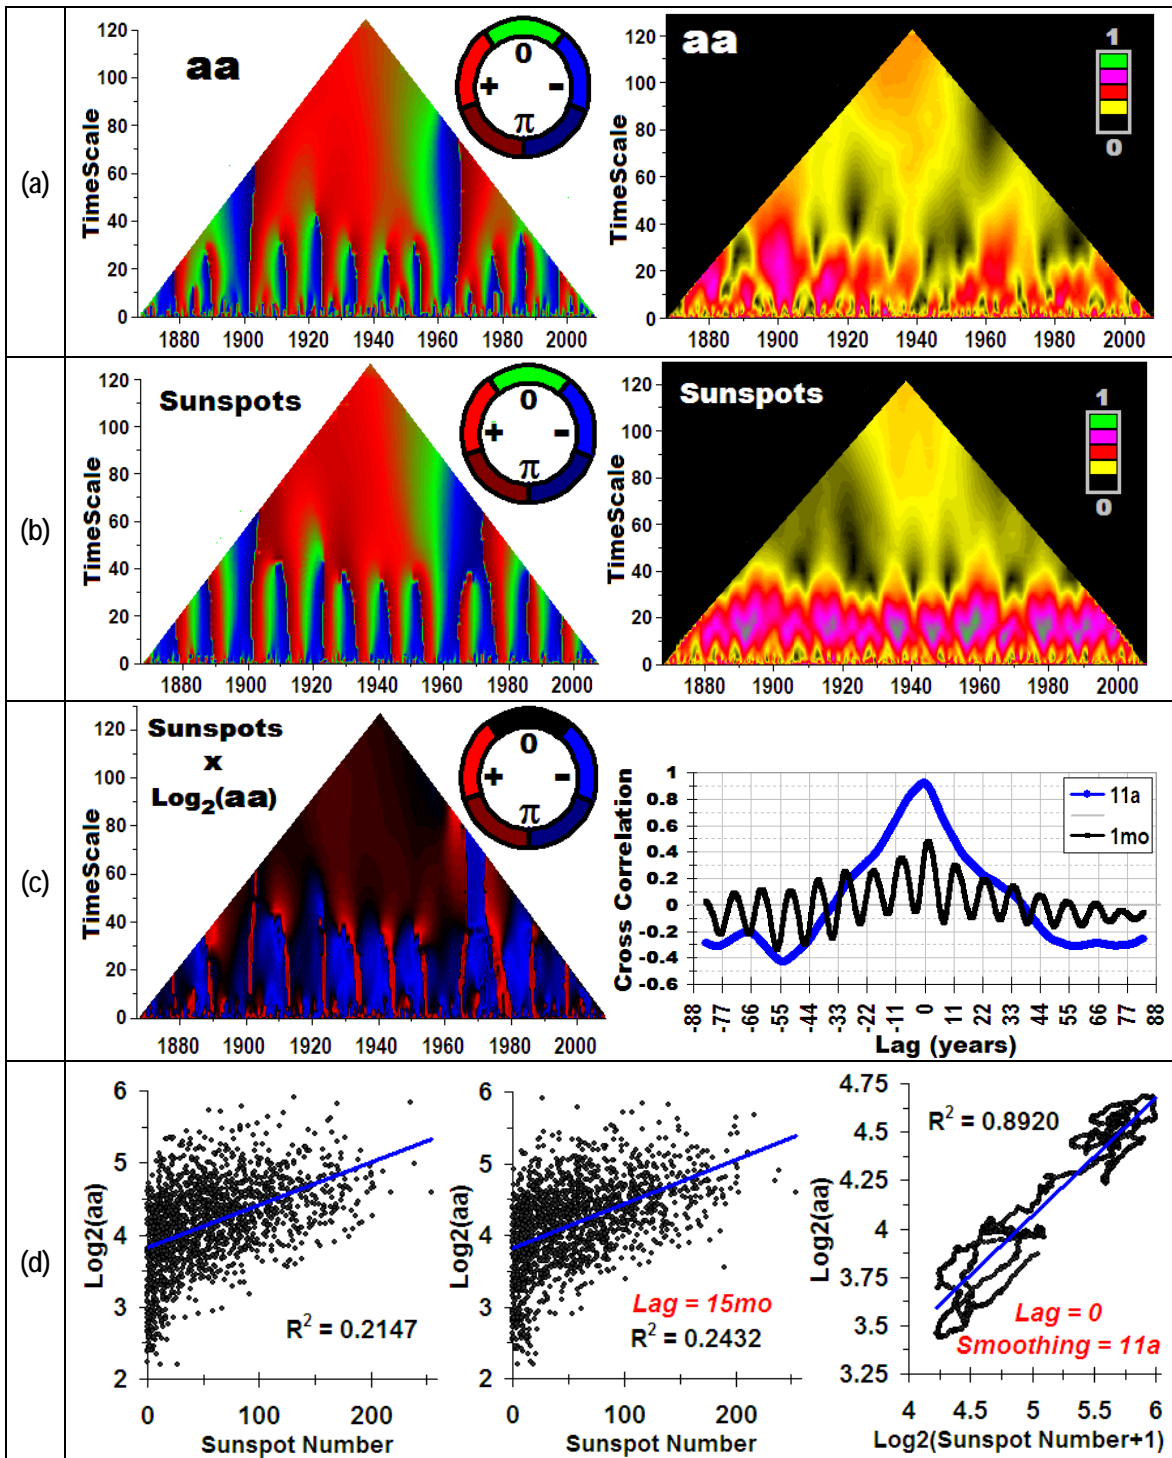 (a)
aa
TimeScale
120
100
80
60
40
20
0
1880 1900 1920 1940 1960 1980 2000
0
+ -
π
aa
TimeScale
120
100
80
60
40
20
0
1880 1900 1920 1940 1960 1980 2000
1
0
(b)
Sunspots
TimeScale
120
100
80
60
40
20
0
1880 1900 1920 1940 1960 1980 2000
0
+ -
π
Sunspots
TimeScale
120
100
80
60
40
20
0
1880 1900 1920 1940 1960 1980 2000
1
0
(c)
Sunspots
x
Log2(aa)
TimeScale
120
100
80
60
40
20
0
1880 1900 1920 1940 1960 1980 2000
0
+ -
π
Cross Correlation
1
0.8
0.6
0.4
0.2
0
-0.2
-0.4
-0.6
11a
1mo
-88 -77 -66 -55 -44 -33 -22 -11 0 11 22 33 44 55 66 77 88
Lag (years)
(d)
Log2(aa)
6
5
4
3
2
R² = 0.2147
0 100 200
Sunspot Number
Log2(aa)
6
5
4
3
2
Lag = 15mo
R² = 0.2432
0 100 200
Sunspot Number
Log2(aa)
4.75
4.5
4.25
4
3.75
3.5
3.25
R² = 0.8920
Lag = 0
Smoothing = 11a
4 4.5 5 5.5 6
Log2(Sunspot Number+1)